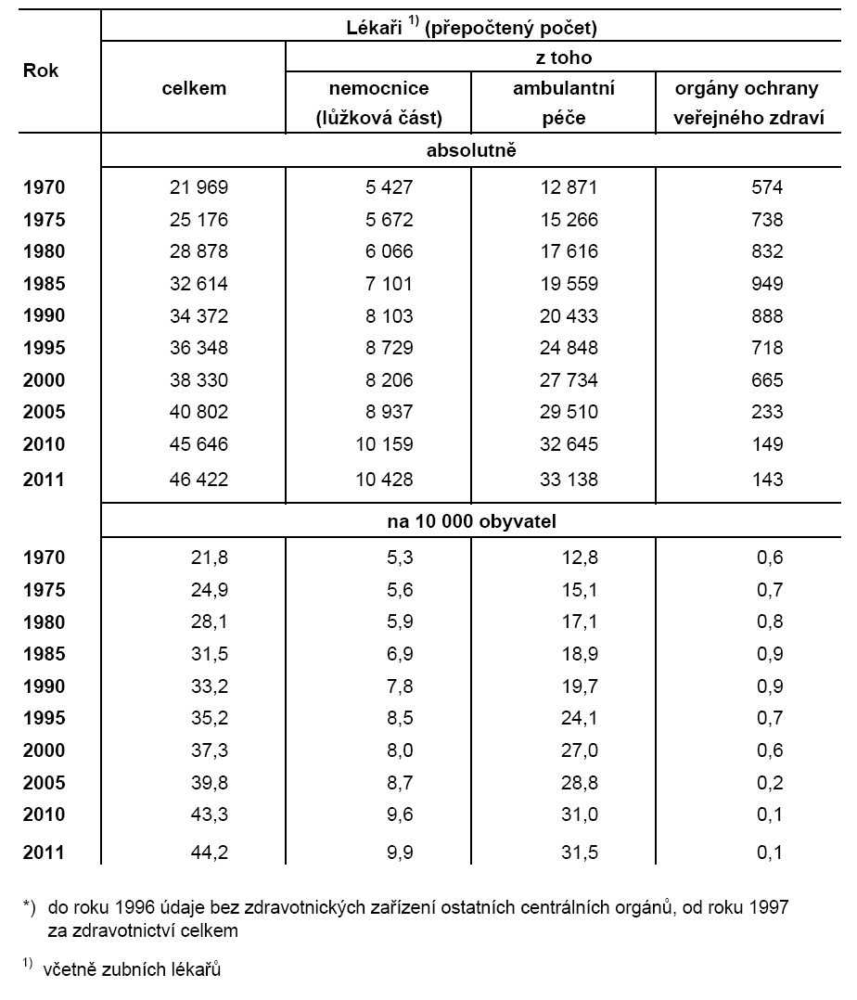 Rok
Lékaři 1) (přepočtený počet)
celkem
z toho
nemocnice (lůžková část)
ambulantní péče
orgány ochrany veřejného zdraví
absolutně
1970 21 969 5 427 12 871 574
1975 25 176 5 672 15 266 738
1980 28 878 6 066 17 616 832
1985 32 614 7 101 19 559 949
1990 34 372 8 103 20 433 888
1995 36 348 8 729 24 848 718
2000 38 330 8 206 27 734 665
2005 40 802 8 937 29 510 233
2010 45 646 10 159 32 645 149
2011 46 422 10 428 33 138 143
na 10 000 obyvatel
1970 21,8 5,3 12,8 0,6
1975 24,9 5,6 15,1 0,7
1980 28,1 5,9 17,1 0,8
1985 31,5 6,9 18,9 0,9
1990 33,2 7,8 19,7 0,9
1995 35,2 8,5 24,1 0,7
2000 37,3 8,0 27,0 0,6
2005 39,8 8,7 28,8 0,2
2010 43,3 9,6 31,0 0,1
2011 44,2 9,9 31,5 0,1
*) do roku 1996 údaje bez zdravotnických zařízení ostatních centrálních orgánů, od roku 1997
za zdravotnictví celkem
1) včetně zubních lékařů